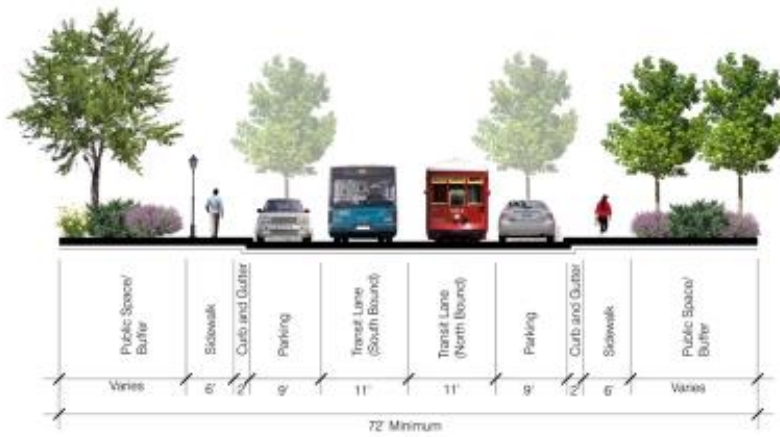 Public Space/
Buffer
Sidewalk
Curb and Gutter
Parking
Transit Lane
(South Bound)
Transit Lane
(North Bound)
Parking
Curb and Gutter
Sidewalk
Public Space/
Buffer
Varies 6' 2' 9' 11' 11' 9' 2' 6' Varies
72' Minimum